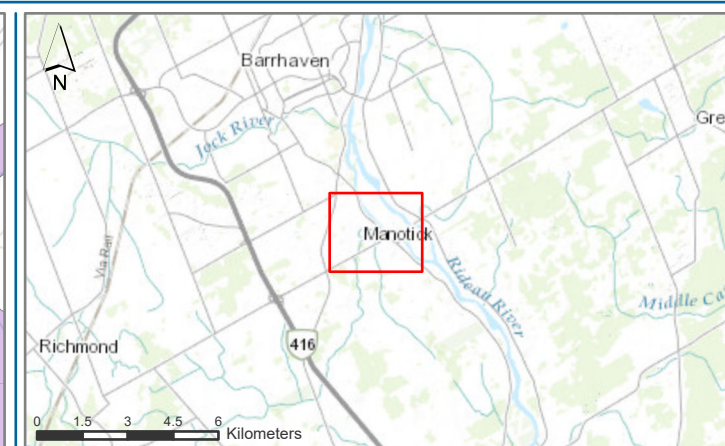 N
Barrhaven
Jock River
Gre
Via Rail
Manotick
Rideau River
Middle Ca
Richmond
416
0 1.5 3 4.5 6
Kilometers